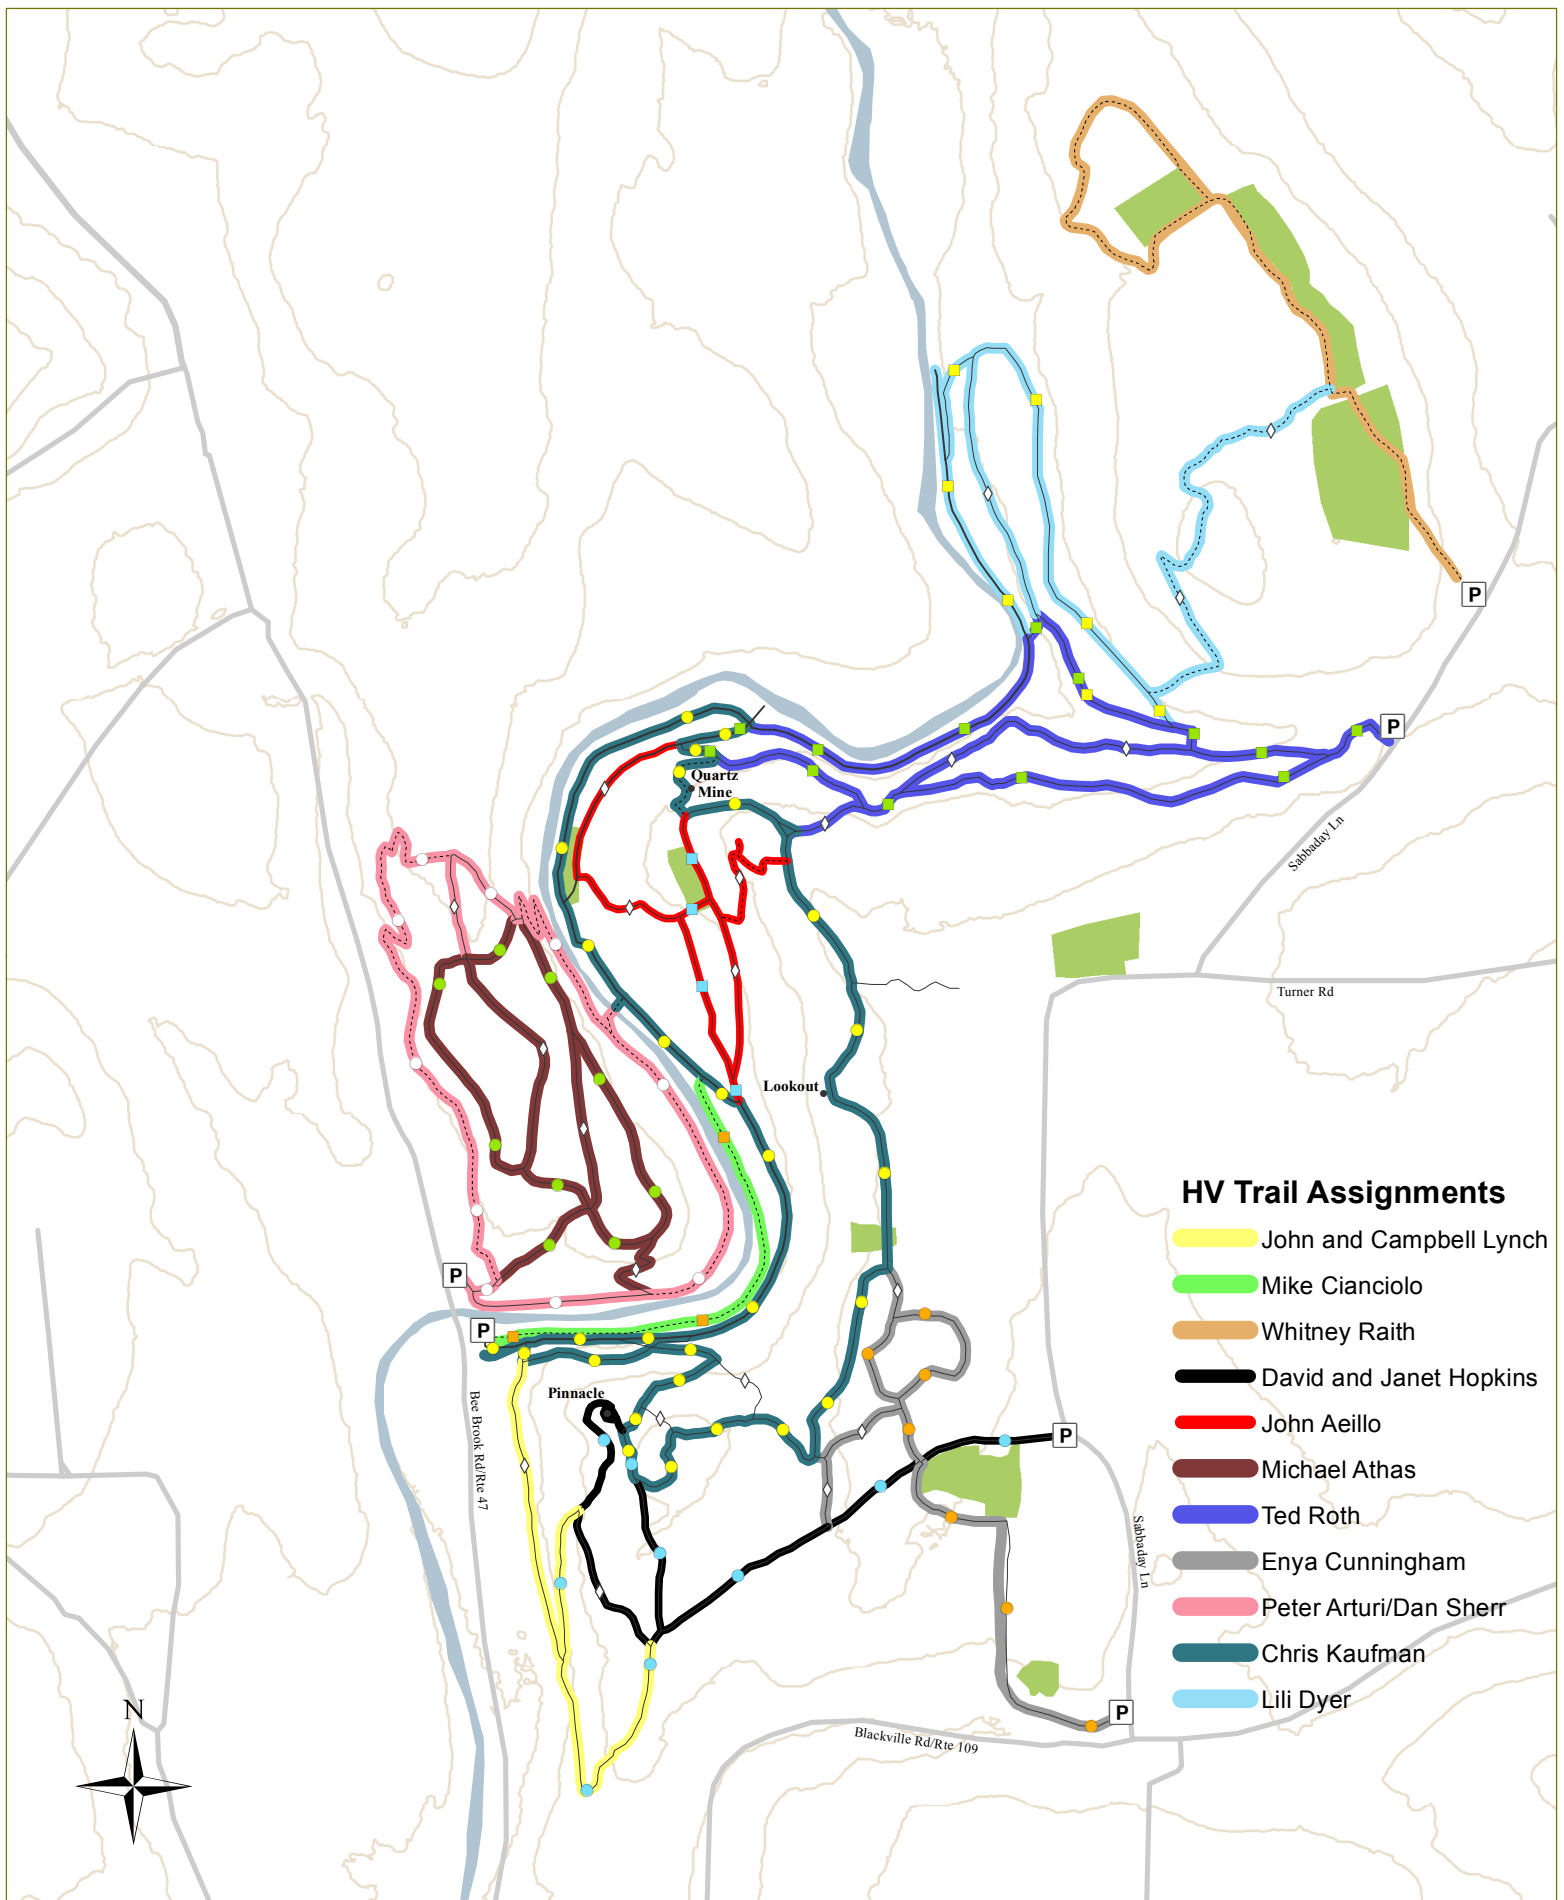 P
P
Quartz
Mine
Sabbaday Ln
Turner Rd
Lookout
HV Trail Assignments
John and Campbell Lynch
P
Mike Cianciolo
P
Whitney Raith
Pinnacle
David and Janet Hopkins
Bee Brook Rd/Rte 47
John Aeillo
P
Michael Athas
Ted Roth
Sabbaday Ln
Enya Cunningham
Peter Arturi/Dan Sherr
Chris Kaufman
Lili Dyer
N
P
Blackville Rd/Rte 109